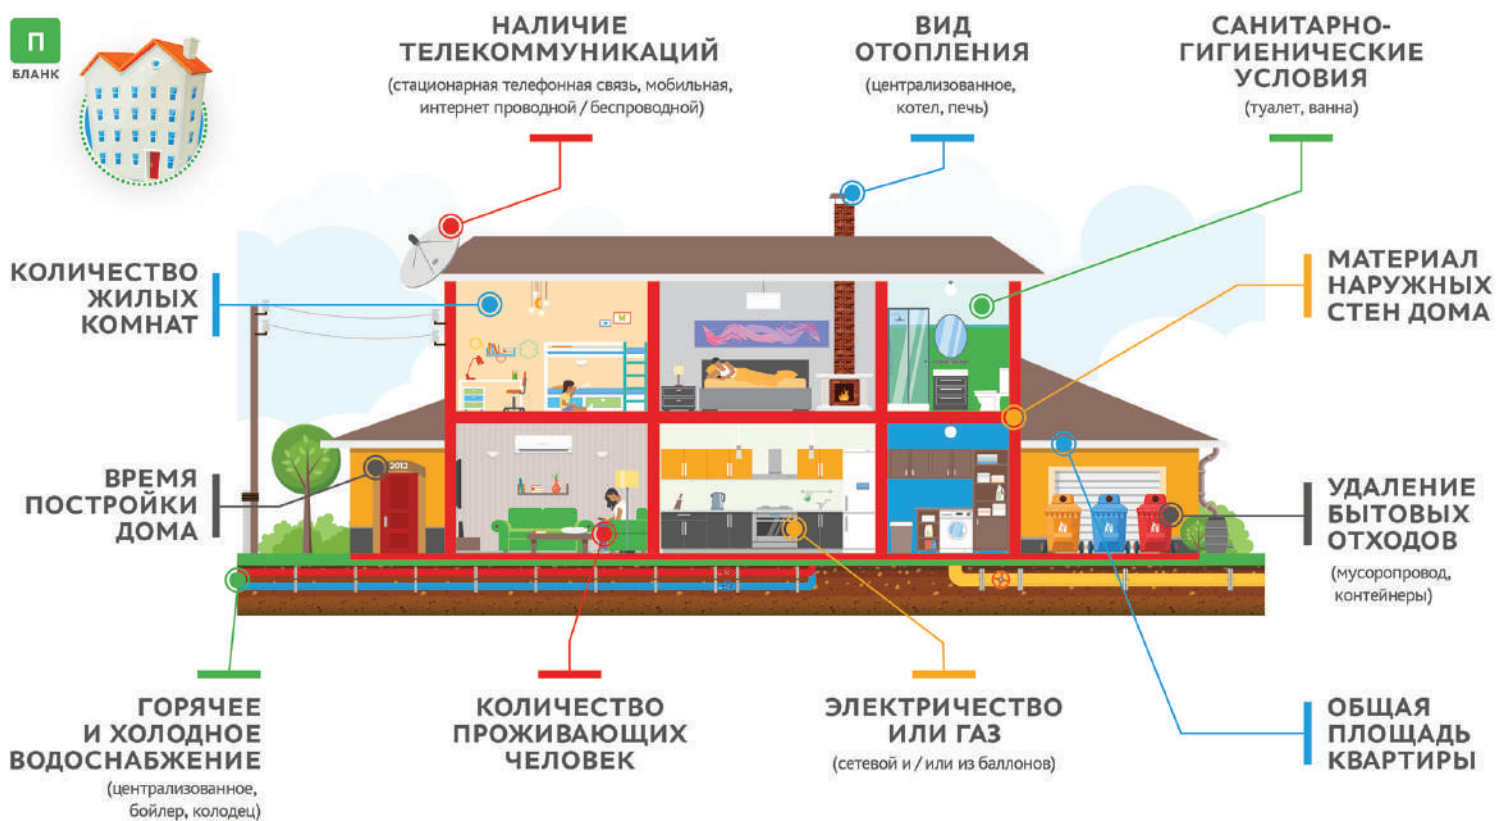 П
БЛАНК
НАЛИЧИЕ
ТЕЛЕКОММУНИКАЦИЙ
(стационарная телефонная связь, мобильная,
интернет проводной / беспроводной)
ВИД
ОТОПЛЕНИЯ
(централизованное,
котел, печь)
САНИТАРНО-
ГИГИЕНИЧЕСКИЕ
УСЛОВИЯ
(туалет, ванна)
КОЛИЧЕСТВО
ЖИЛЫХ
КОМНАТ
МАТЕРИАЛ
НАРУЖНЫХ
СТЕН ДОМА
ВРЕМЯ
ПОСТРОЙКИ
ДОМА
2012
УДАЛЕНИЕ
БЫТОВЫХ
ОТХОДОВ
(мусоропровод,
контейнеры)
ГОРЯЧЕЕ
И ХОЛОДНОЕ
ВОДОСНАБЖЕНИЕ
(централизованное,
бойлер, колодец)
КОЛИЧЕСТВО
ПРОЖИВАЮЩИХ
ЧЕЛОВЕК
ЭЛЕКТРИЧЕСТВО
ИЛИ ГАЗ
(сетевой и / или из баллонов)
ОБЩАЯ
ПЛОЩАДЬ
КВАРТИРЫ